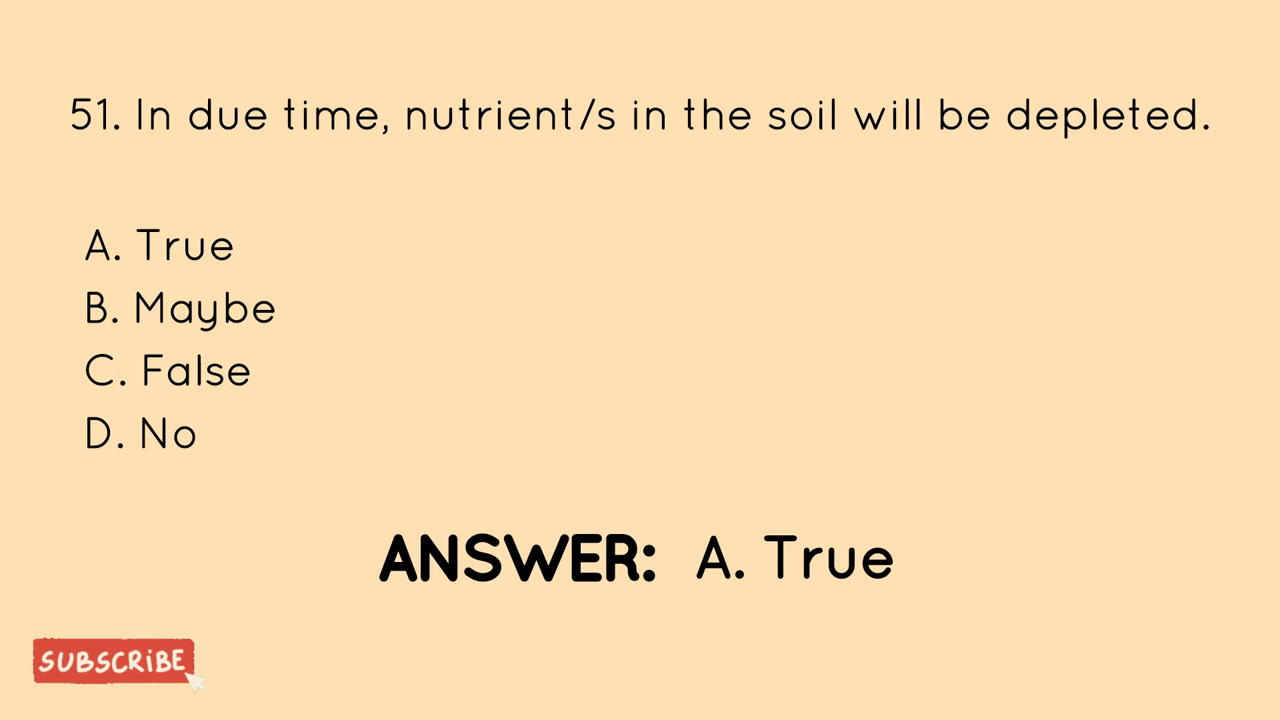 51. In due time, nutrient/s in the soil will be depleted.
A. True
B. Maybe
C. False
D. No
ANSWER: A. True
SUBSCRIBE